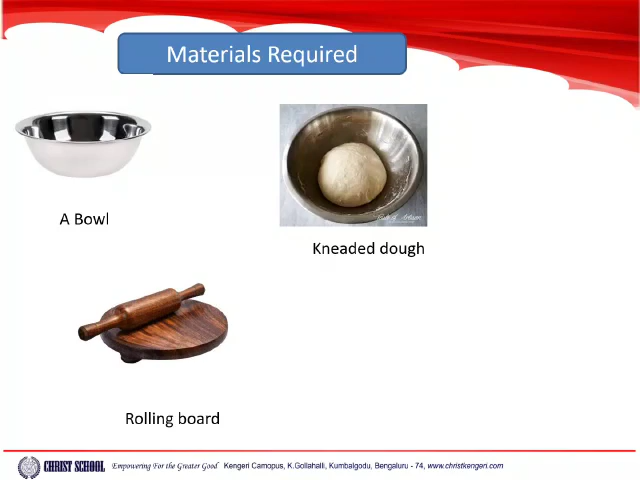 Materials Required
A Bowl
Kneaded dough
Rolling board
CHRIST SCHOOL Empowering For the Greater Good Kengeri Campus, K.Gollahalli, Kumbalgodu, Bengaluru - 74, www.christkengeri.com